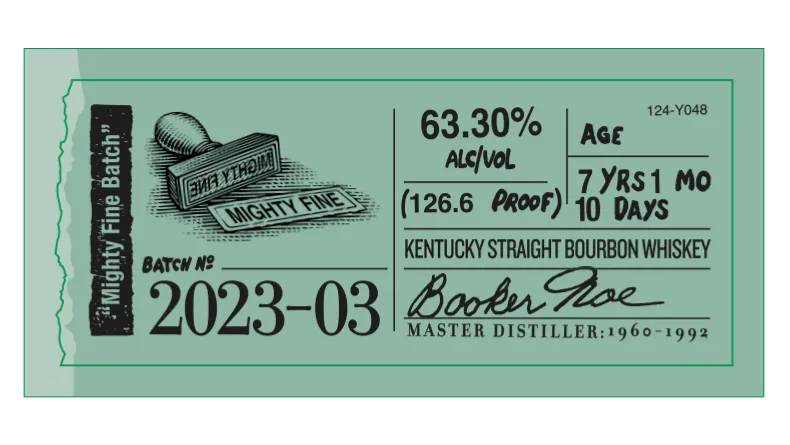 "Mighty Fine Batch"
MIGHTY FINE
MIGHTY FINE
BATCH Nº
2023-03
63.30%
ALC/VOL
(126.6 PROOF)
124-Y048
AGE
7 YRS 1 MO
10 DAYS
KENTUCKY STRAIGHT BOURBON WHISKEY
Booker Noe
MASTER DISTILLER:1960-1992